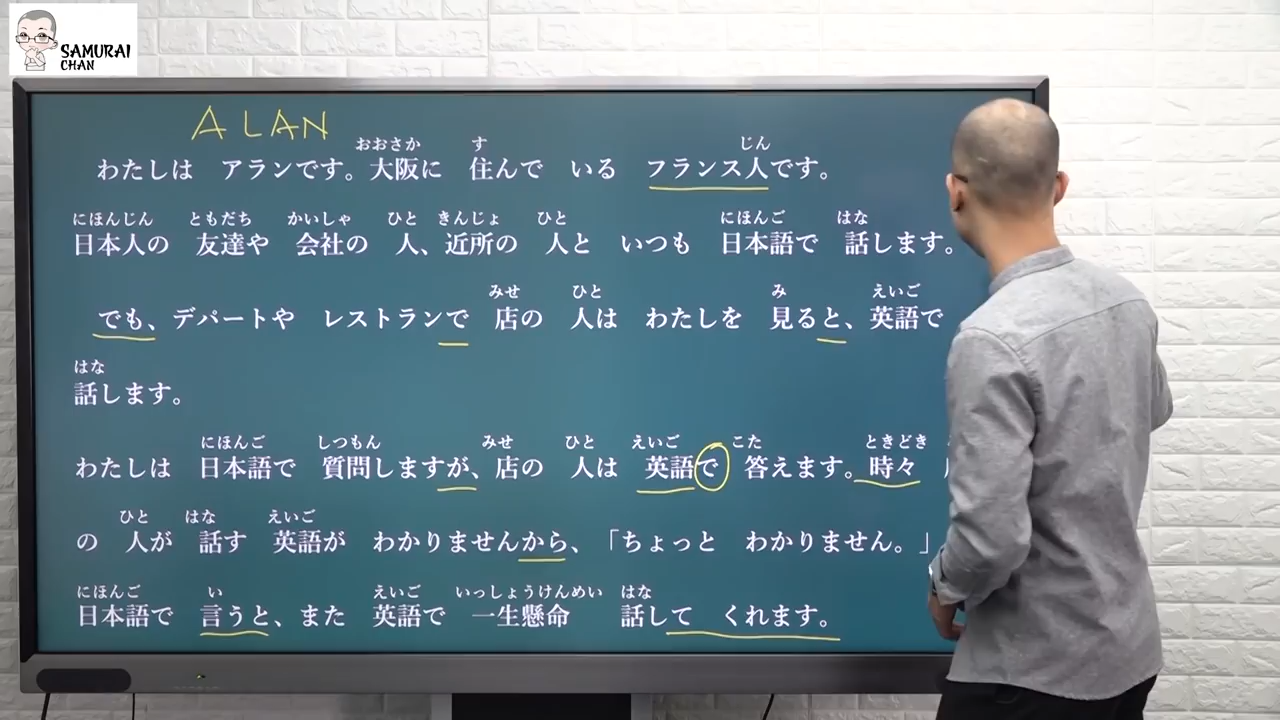 SAMURAI
CHAN
ALAN
おおさか す じん
わたしは アランです。大阪に 住んで いる フランス人です。
にほんじん ともだち かいしゃ ひと きんじょ ひと にほんご はな
日本人の 友達や 会社の 人、近所の 人と いつも 日本語で 話します。
みせ ひと み えいご
でも、デパートや レストランで 店の 人は わたしを 見ると、英語で
はな
話します。
にほんご しつもん みせ ひと えいご こた ときどき
わたしは 日本語で 質問しますが、店の 人は 英語で 答えます。時々
ひと はな えいご
の 人が 話す 英語が わかりませんから、「ちょっと わかりません。」
にほんご い えいご いっしょうけんめい はな
日本語で 言うと、また 英語で 一生懸命 話して くれます。